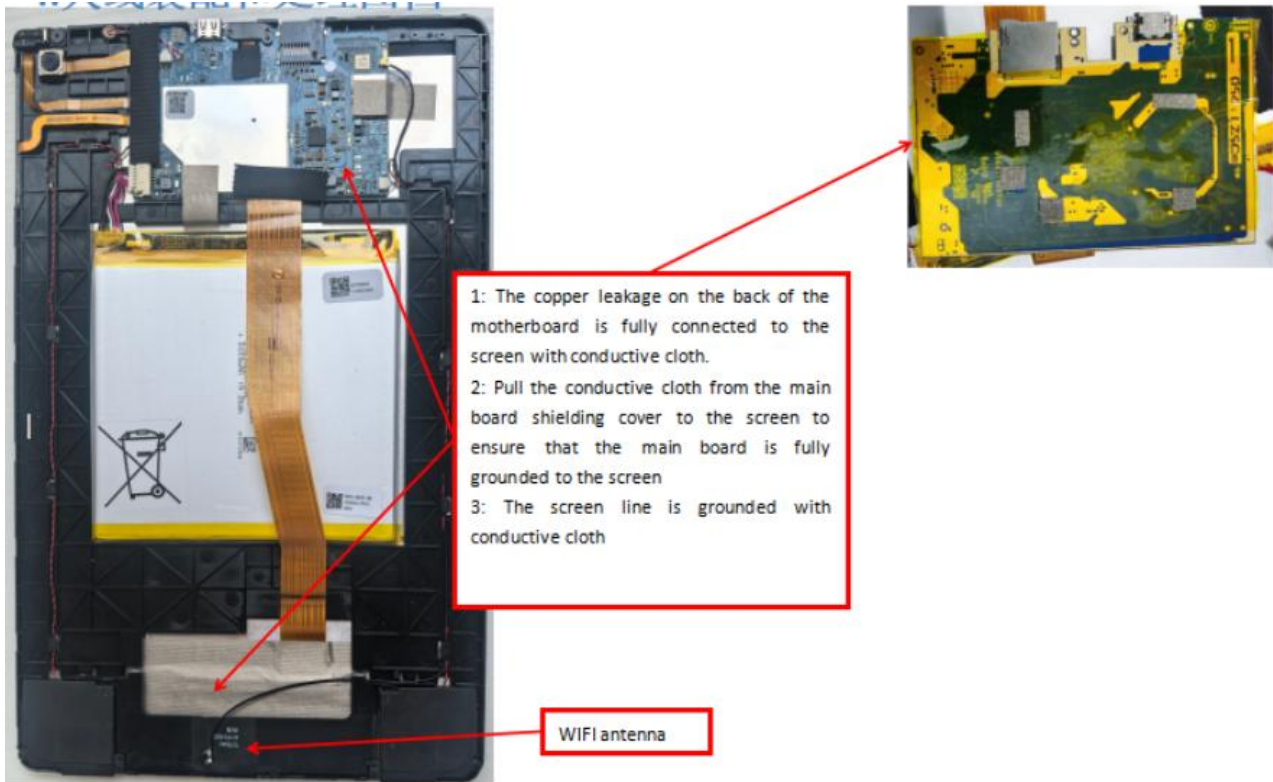 1: The copper leakage on the back of the
motherboard is fully connected to the
screen with conductive cloth.
2: Pull the conductive cloth from the main
board shielding cover to the screen to
ensure that the main board is fully
grounded to the screen
3: The screen line is grounded with
conductive cloth
WIFI antenna